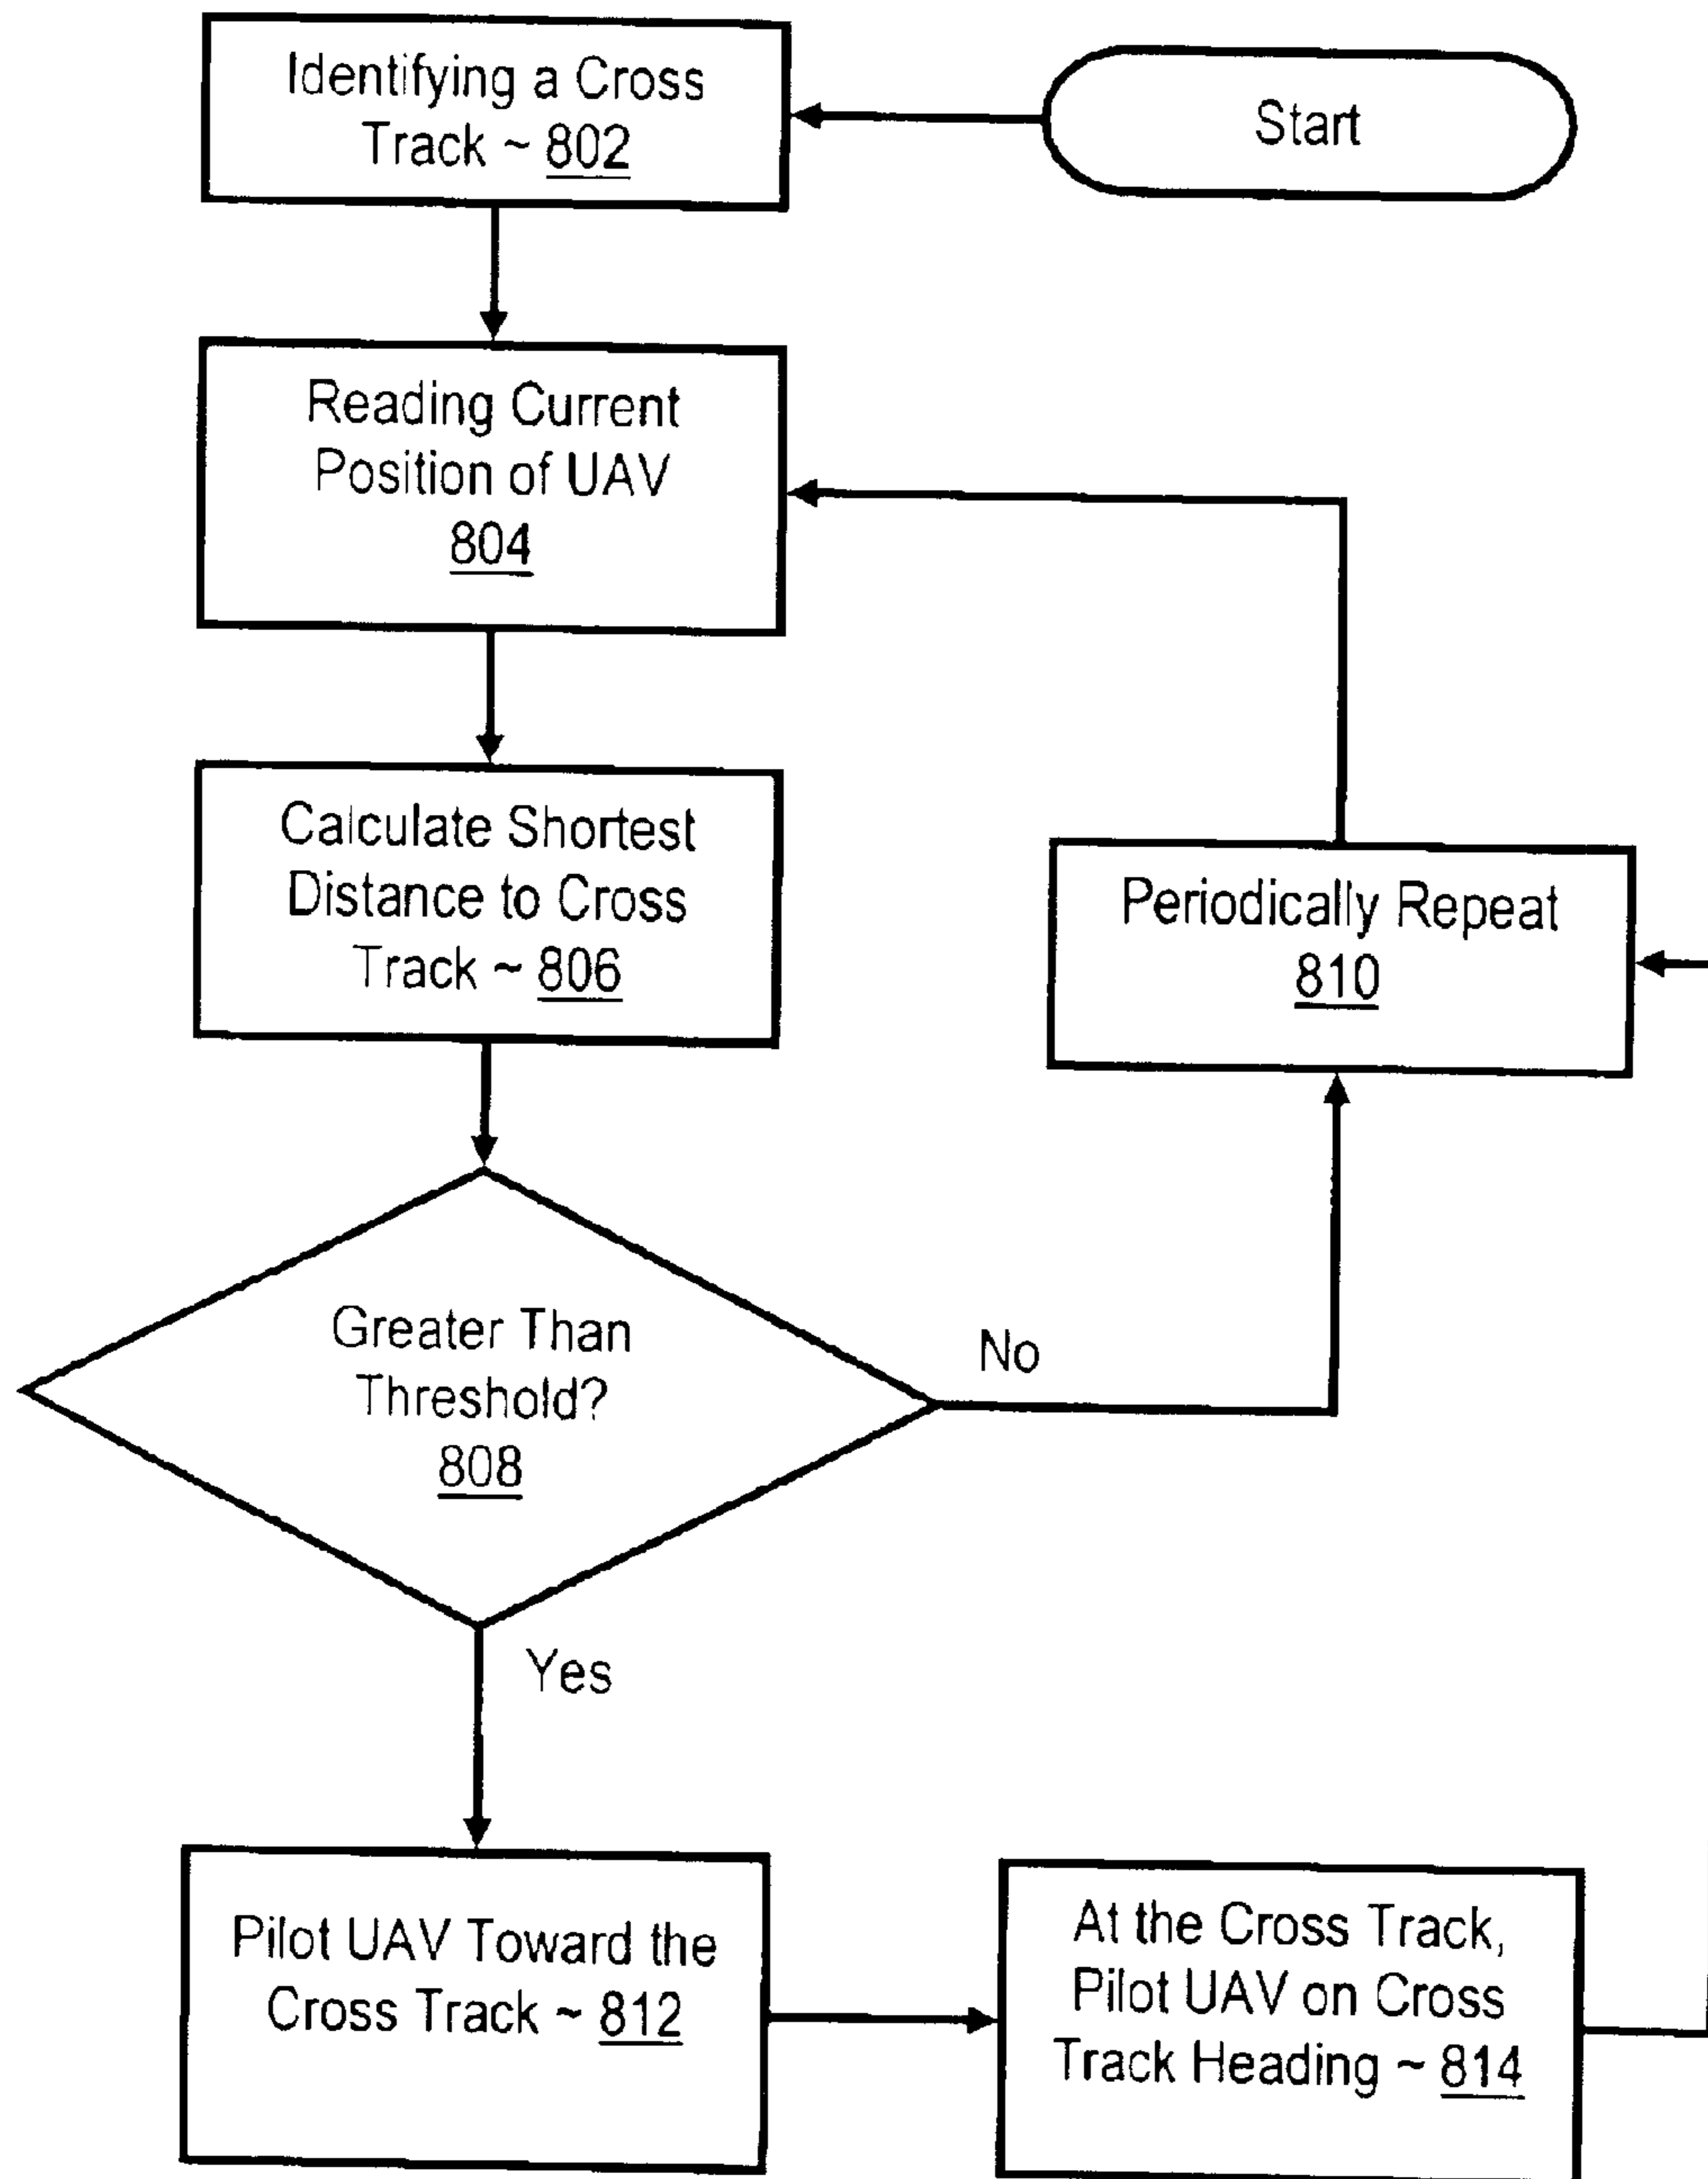 Identifying a Cross
Track ~ 802
Start
Reading Current
Position of UAV
804
Calculate Shortest
Distance to Cross
Track ~ 806
Periodically Repeat
810
Greater Than
Threshold?
808
No
Yes
Pilot UAV Toward the
Cross Track ~ 812
At the Cross Track,
Pilot UAV on Cross
Track Heading ~ 814